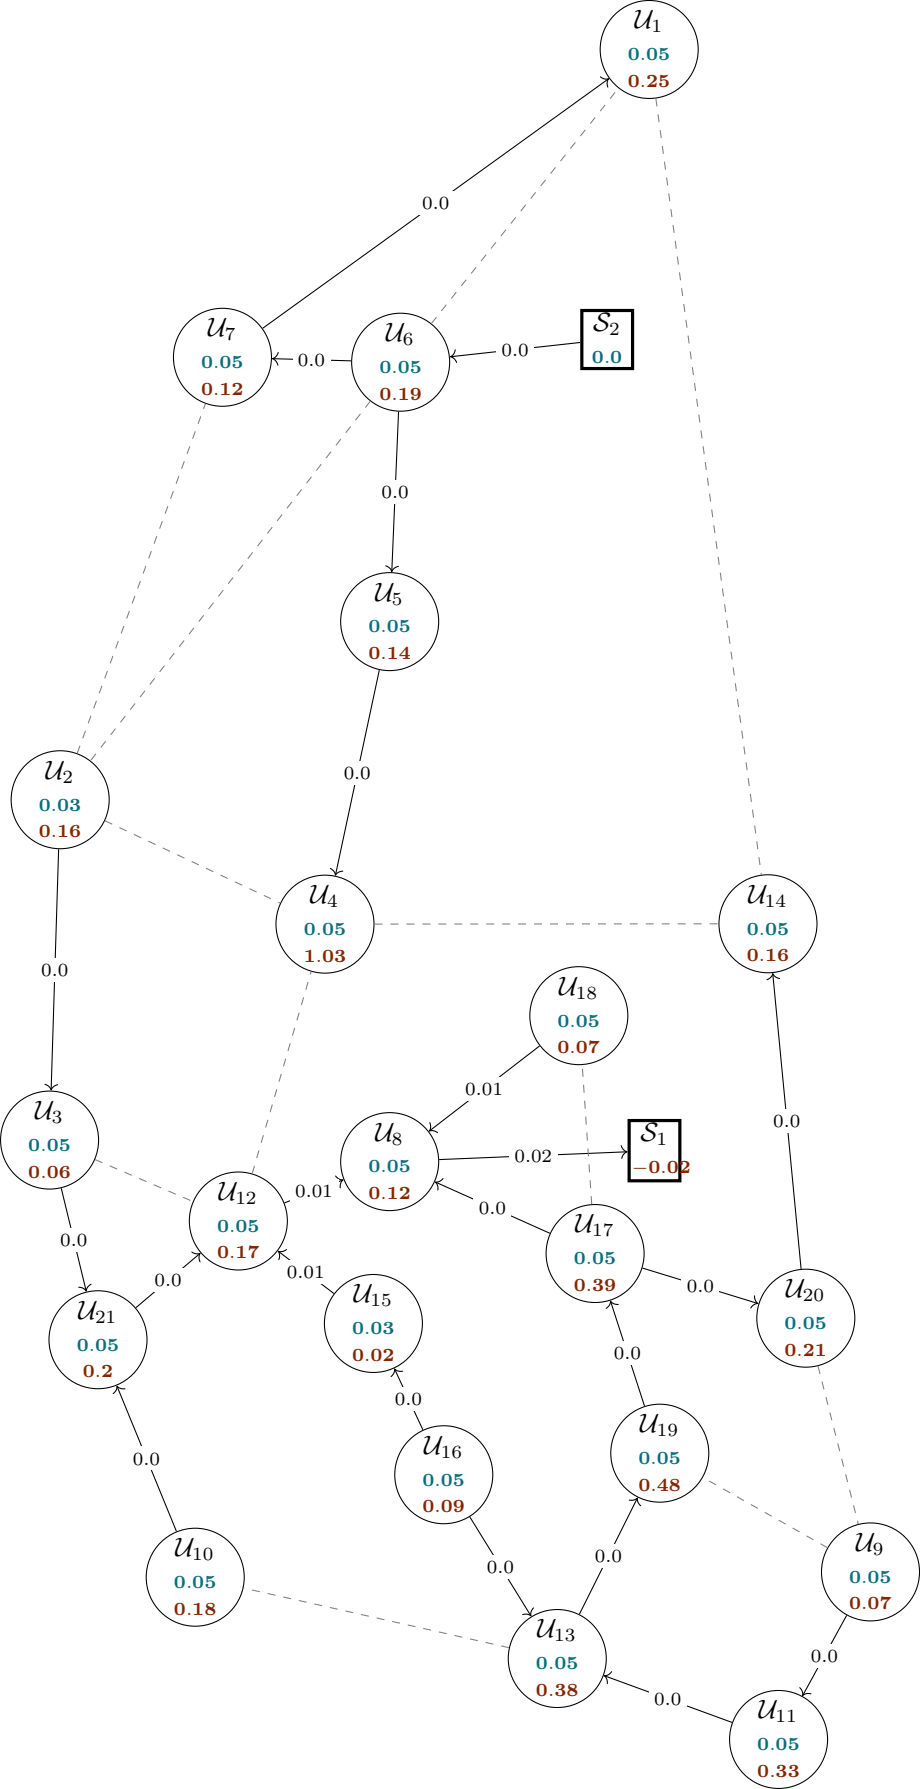 𝒰₁
0.05
0.25
0.0
𝒰₇
0.05
0.12
0.0
𝒰₆
0.05
0.19
0.0
𝒮₂
0.0
0.0
𝒰₅
0.05
0.14
0.0
𝒰₂
0.03
0.16
𝒰₄
0.05
1.03
𝒰₁₄
0.05
0.16
0.0
𝒰₁₈
0.05
0.07
0.01
𝒰₃
0.05
0.06
𝒰₈
0.05
0.12
0.02
𝒮₁
−0.02
0.0
𝒰₁₂
0.05
0.17
0.01
0.0
𝒰₁₇
0.05
0.39
0.0
0.0
0.0
0.01
0.0
𝒰₂₁
0.05
0.2
𝒰₁₅
0.03
0.02
𝒰₂₀
0.05
0.21
0.0
0.0
𝒰₁₆
0.05
0.09
𝒰₁₉
0.05
0.48
0.0
𝒰₁₀
0.05
0.18
0.0
0.0
𝒰₉
0.05
0.07
𝒰₁₃
0.05
0.38
0.0
0.0
𝒰₁₁
0.05
0.33